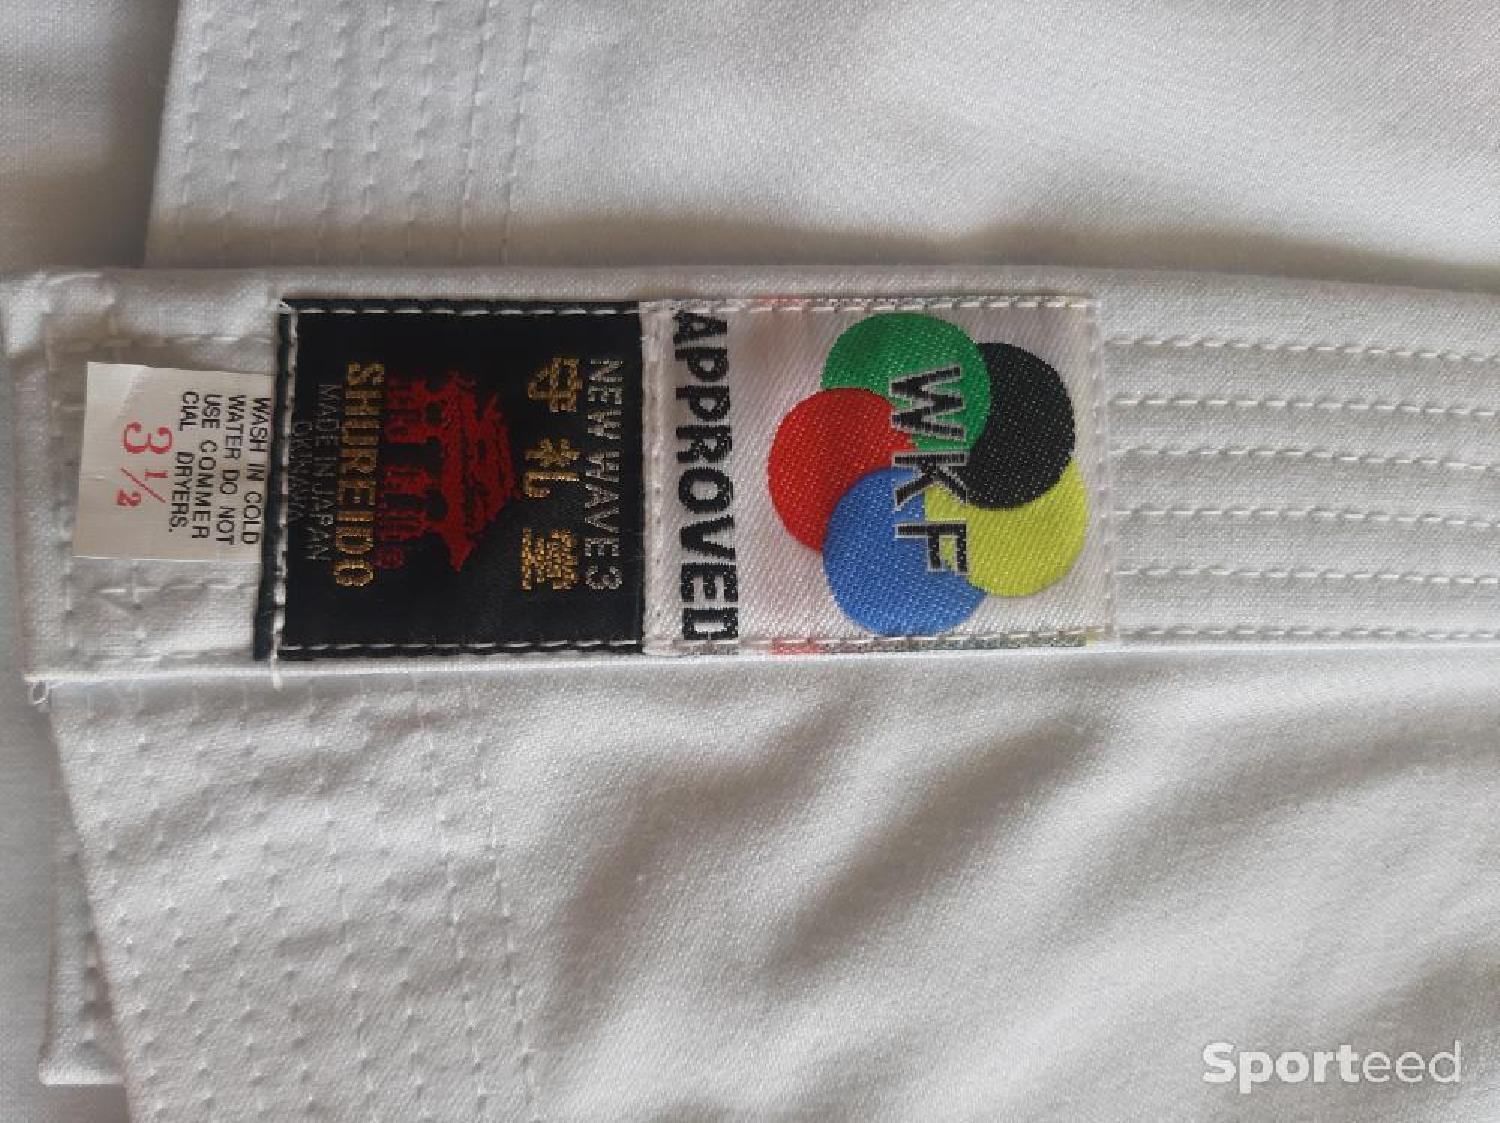 NEW WAVE 3
守礼堂
SHUREIDO
MADE IN JAPAN
OKINAWA
WASH IN COLD
WATER DO NOT
USE COMMER
CIAL DRYERS.
3½
WKF
APPROVED
Sporteed